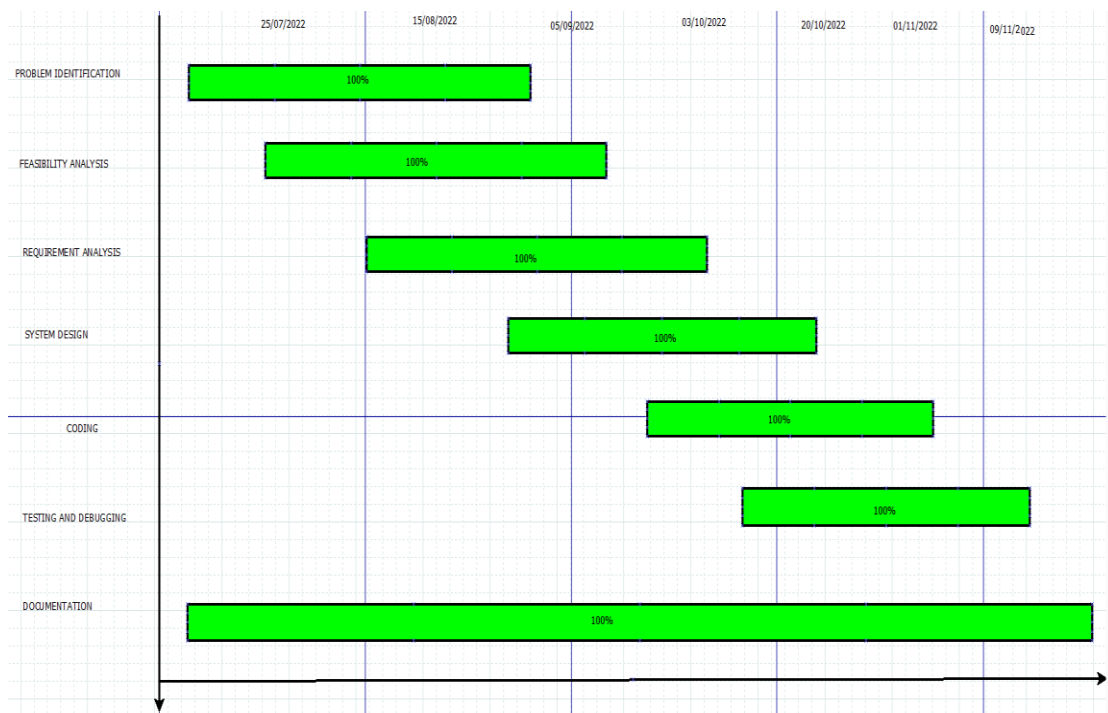 25/07/2022
15/08/2022
05/09/2022
03/10/2022
20/10/2022
01/11/2022
09/11/2022
PROBLEM IDENTIFICATION
100%
FEASIBILITY ANALYSIS
100%
REQUIREMENT ANALYSIS
100%
SYSTEM DESIGN
100%
CODING
100%
TESTING AND DEBUGGING
100%
DOCUMENTATION
100%